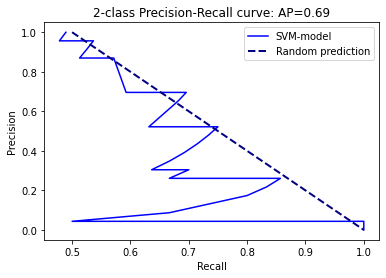 2-class Precision-Recall curve: AP=0.69
SVM-model
Random prediction
Precision
1.0
0.8
0.6
0.4
0.2
0.0
0.5
0.6
0.7
0.8
0.9
1.0
Recall